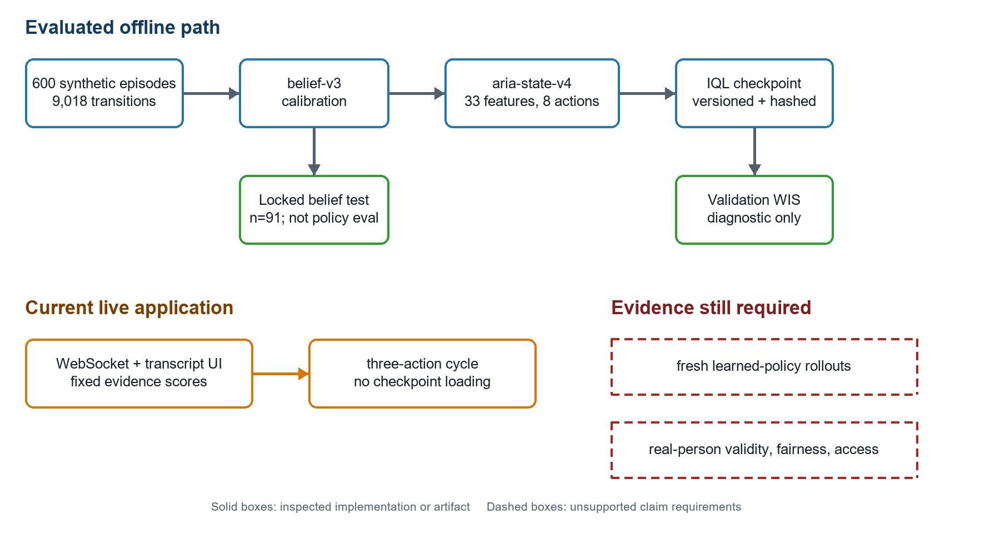 Evaluated offline path
600 synthetic episodes
9,018 transitions
belief-v3
calibration
aria-state-v4
33 features, 8 actions
IQL checkpoint
versioned + hashed
Locked belief test
n=91; not policy eval
Validation WIS
diagnostic only
Current live application
WebSocket + transcript UI
fixed evidence scores
three-action cycle
no checkpoint loading
Evidence still required
fresh learned-policy rollouts
real-person validity, fairness, access
Solid boxes: inspected implementation or artifact
Dashed boxes: unsupported claim requirements